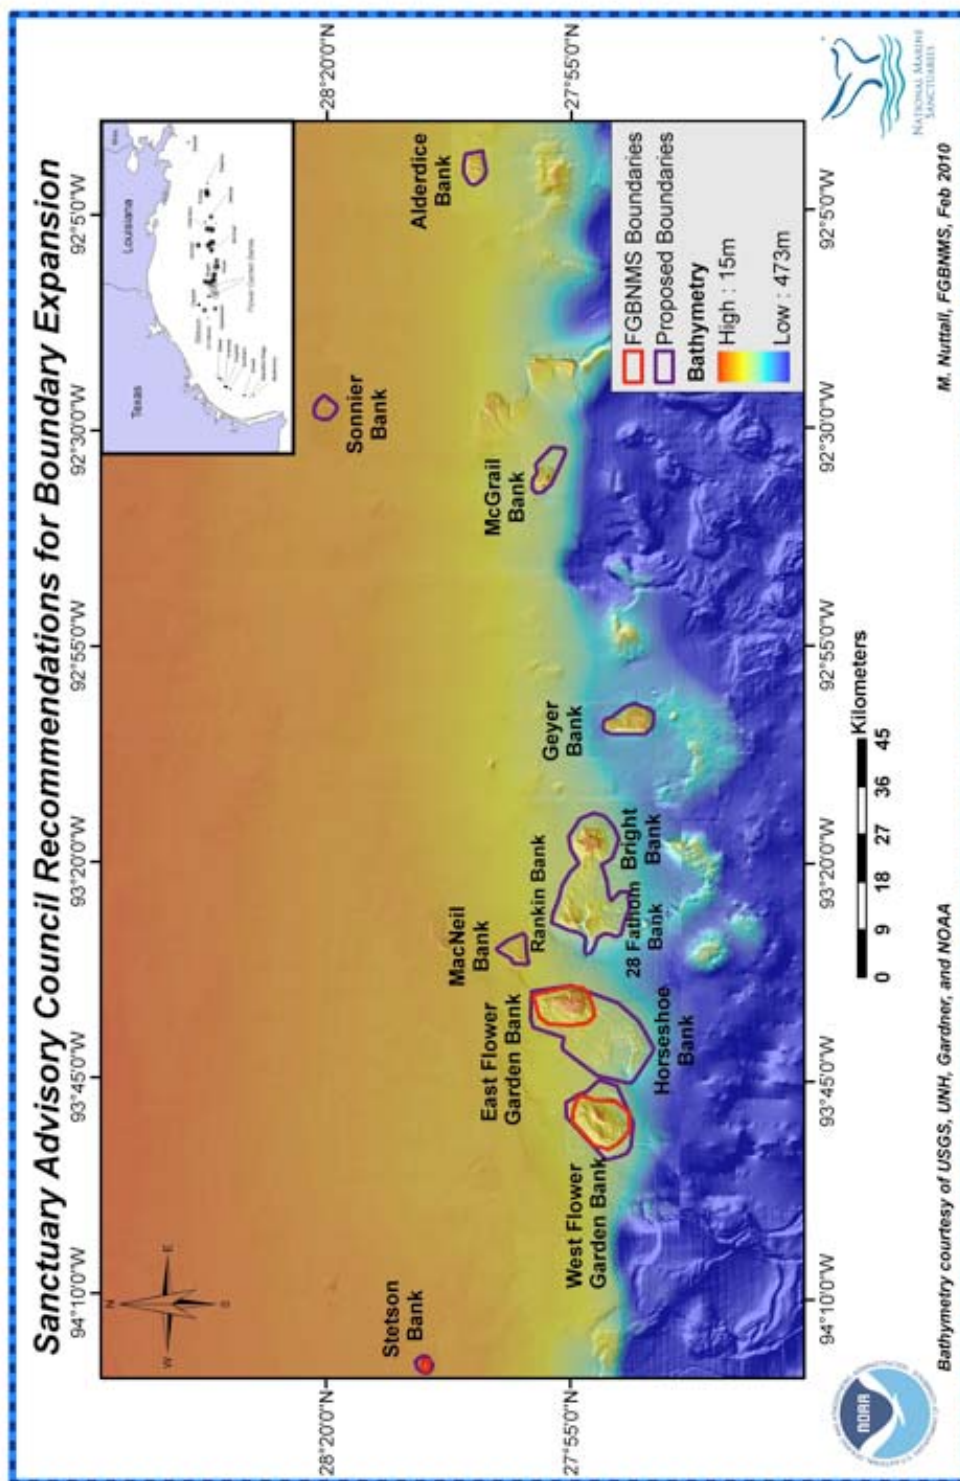 Sanctuary Advisory Council Recommendations for Boundary Expansion
94°10'0"W
93°45'0"W
93°20'0"W
92°55'0"W
92°30'0"W
92°5'0"W
N
W
E
S
Texas
Louisiana
28°20'0"N
28°20'0"N
27°55'0"N
27°55'0"N
Stetson
Bank
Sonnier
Bank
Alderdice
Bank
MacNeil
Bank
East Flower
Garden Bank
Rankin Bank
Geyer
Bank
McGrail
Bank
West Flower
Garden Bank
Horseshoe
Bank
28 Fathom
Bank
Bright
Bank
FGBNMS Boundaries
Proposed Boundaries
Bathymetry
High : 15m
Low : 473m
94°10'0"W
93°45'0"W
93°20'0"W
92°55'0"W
92°30'0"W
92°5'0"W
Kilometers
0 9 18 27 36 45
NOAA
NATIONAL MARINE
SANCTUARIES
Bathymetry courtesy of USGS, UNH, Gardner, and NOAA
M. Nuttall, FGBNMS, Feb 2010